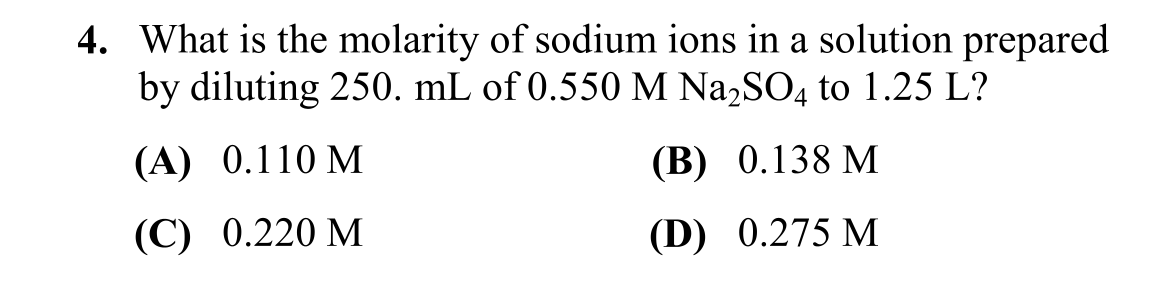 4. What is the molarity of sodium ions in a solution prepared
by diluting 250. mL of 0.550 M Na₂SO₄ to 1.25 L?
(A) 0.110 M (B) 0.138 M
(C) 0.220 M (D) 0.275 M